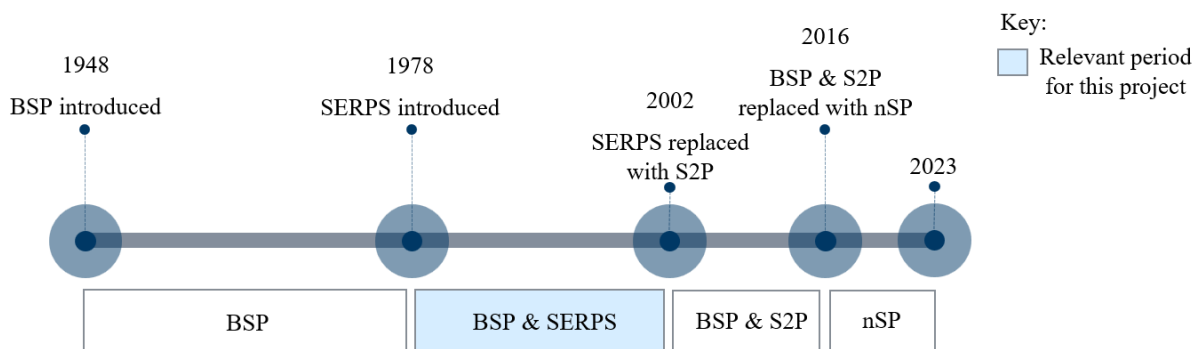 Key:
Relevant period
for this project
1948
BSP introduced
1978
SERPS introduced
2002
SERPS replaced
with S2P
2016
BSP & S2P
replaced with nSP
2023
BSP
BSP & SERPS
BSP & S2P
nSP